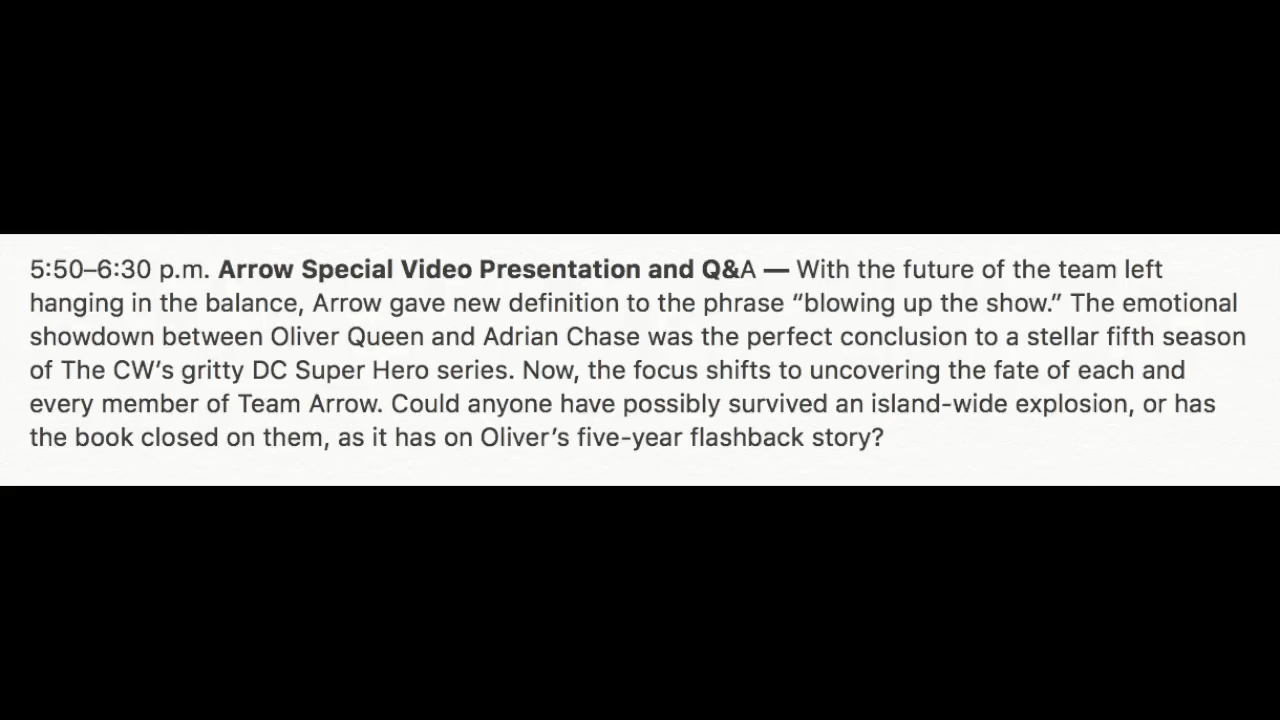 5:50–6:30 p.m. Arrow Special Video Presentation and Q&A — With the future of the team left
hanging in the balance, Arrow gave new definition to the phrase “blowing up the show.” The emotional
showdown between Oliver Queen and Adrian Chase was the perfect conclusion to a stellar fifth season
of The CW’s gritty DC Super Hero series. Now, the focus shifts to uncovering the fate of each and
every member of Team Arrow. Could anyone have possibly survived an island-wide explosion, or has
the book closed on them, as it has on Oliver’s five-year flashback story?